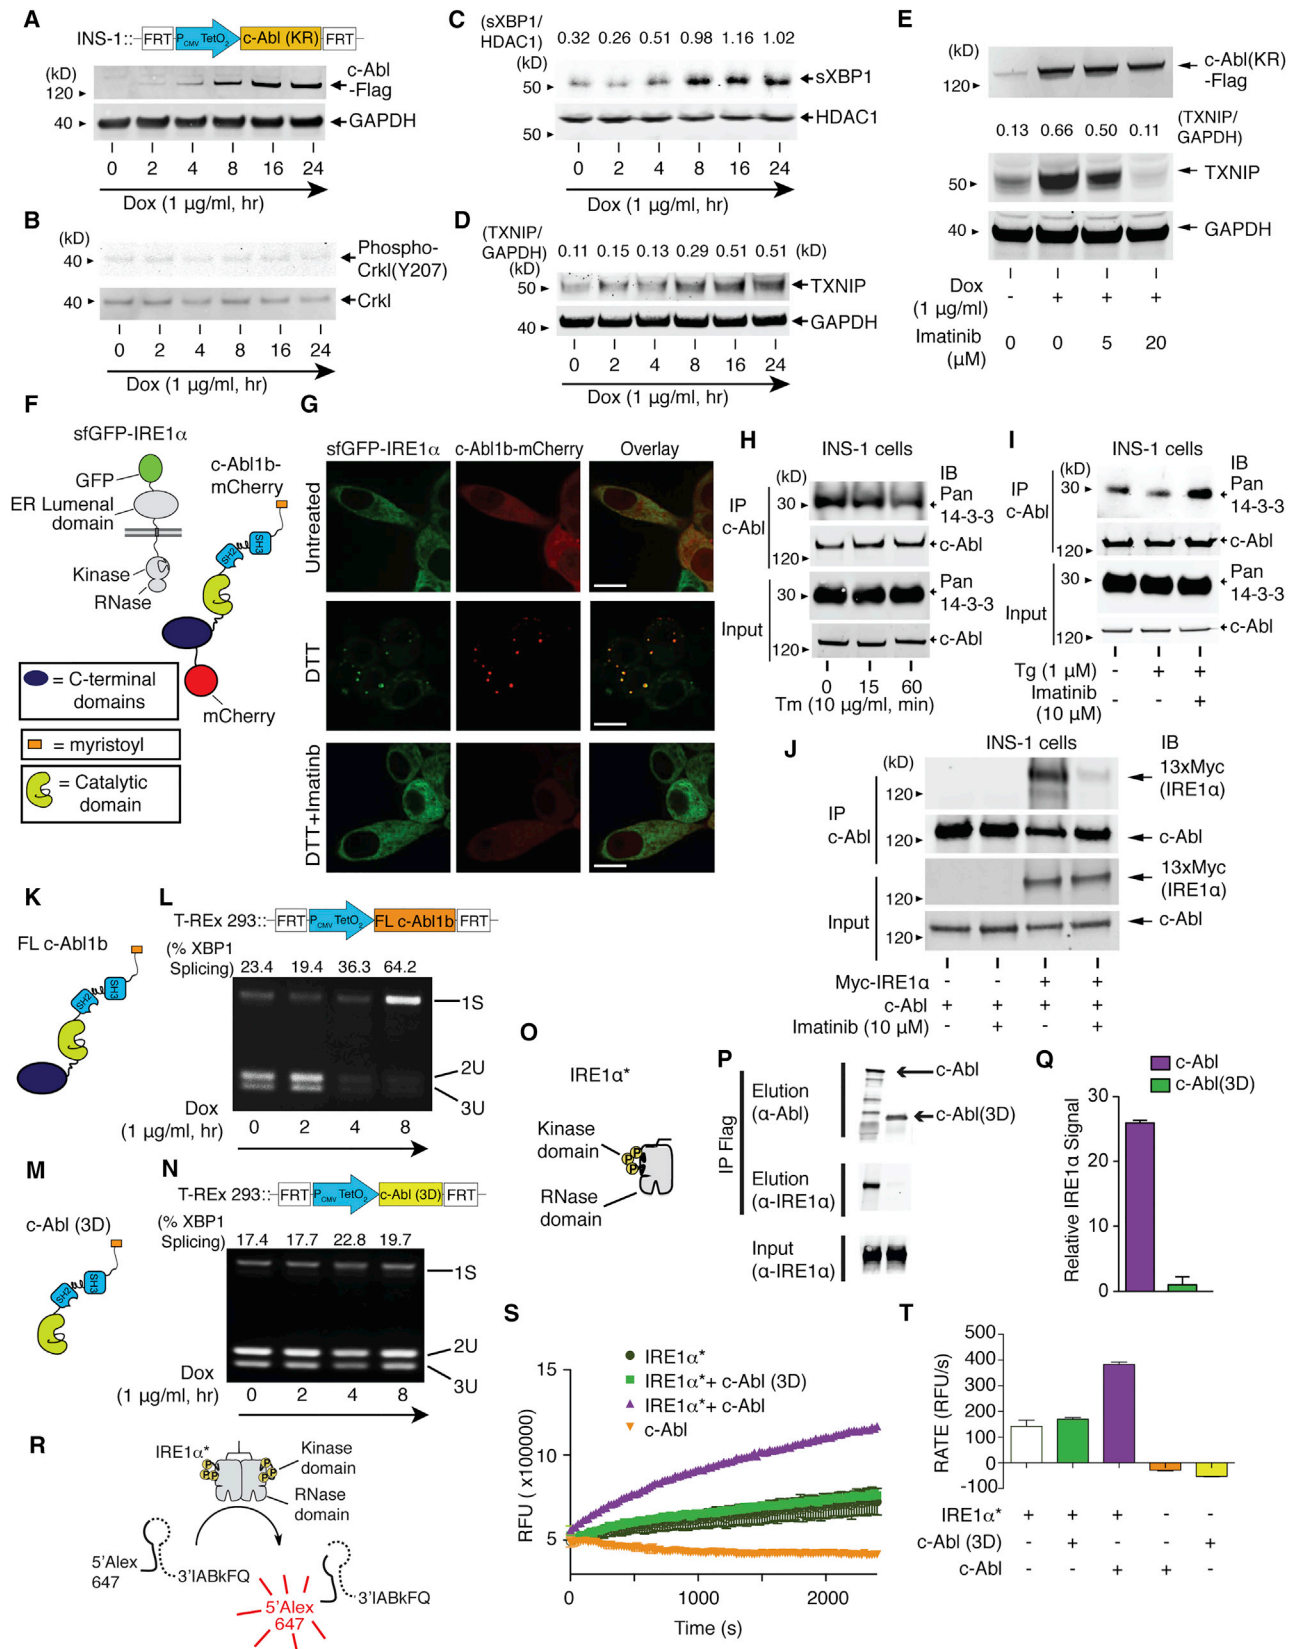 A
INS-1:: FRT PCMV TetO2 c-Abl (KR) FRT
(kD)
120
c-Abl
-Flag
40
GAPDH
0 2 4 8 16 24
Dox (1 µg/ml, hr)
B
(kD)
40
Phospho-
Crkl(Y207)
40
Crkl
0 2 4 8 16 24
Dox (1 µg/ml, hr)
C
(sXBP1/
HDAC1)
0.32 0.26 0.51 0.98 1.16 1.02
(kD)
50
sXBP1
HDAC1
50
0 2 4 8 16 24
Dox (1 µg/ml, hr)
D
(TXNIP/
GAPDH)
0.11 0.15 0.13 0.29 0.51 0.51 (kD)
(kD)
50
TXNIP
40
GAPDH
0 2 4 8 16 24
Dox (1 µg/ml, hr)
E
(kD)
120
c-Abl(KR)
-Flag
0.13 0.66 0.50 0.11
(TXNIP/
GAPDH)
50
TXNIP
40
GAPDH
Dox
(1 µg/ml)
- + + +
Imatinib
(µM)
0 0 5 20
F
sfGFP-IRE1α
GFP
ER Lumenal
domain
Kinase
RNase
c-Abl1b-
mCherry
SH2
SH3
mCherry
= C-terminal
domains
= myristoyl
= Catalytic
domain
G
sfGFP-IRE1α c-Abl1b-mCherry Overlay
Untreated
DTT
DTT+Imatinib
H
INS-1 cells
(kD)
IB
IP
c-Abl
30
Pan
14-3-3
120
c-Abl
Input
30
Pan
14-3-3
120
c-Abl
0 15 60
Tm (10 µg/ml, min)
I
INS-1 cells
(kD)
IB
IP
c-Abl
30
Pan
14-3-3
120
c-Abl
Input
30
Pan
14-3-3
120
c-Abl
Tg (1 µM) - + +
Imatinib
(10 µM)
- - +
J
INS-1 cells
(kD)
IB
IP
c-Abl
120
13xMyc
(IRE1α)
120
c-Abl
Input
120
13xMyc
(IRE1α)
120
c-Abl
Myc-IRE1α - - + +
c-Abl + + + +
Imatinib (10 µM) - + - +
K
FL c-Abl1b
SH2
SH3
L
T-REx 293:: FRT PCMV TetO2 FL c-Abl1b FRT
(% XBP1
Splicing)
23.4 19.4 36.3 64.2
1S
2U
3U
Dox
(1 µg/ml, hr)
0 2 4 8
M
c-Abl (3D)
SH2
SH3
N
T-REx 293:: FRT PCMV TetO2 c-Abl (3D) FRT
(% XBP1
Splicing)
17.4 17.7 22.8 19.7
1S
2U
3U
Dox
(1 µg/ml, hr)
0 2 4 8
O
IRE1α*
Kinase
domain
P P P
RNase
domain
P
IP Flag
Elution
(α-Abl)
c-Abl
c-Abl(3D)
Elution
(α-IRE1α)
Input
(α-IRE1α)
Q
c-Abl
c-Abl(3D)
Relative IRE1α Signal
30
20
10
0
R
IRE1α*
P P P P P P
Kinase
domain
RNase
domain
5'Alex
647
3'IABkFQ
5'Alex
647
3'IABkFQ
S
IRE1α*
IRE1α*+ c-Abl (3D)
IRE1α*+ c-Abl
c-Abl
RFU ( x100000)
15
10
5
0 1000 2000
Time (s)
T
RATE (RFU/s)
500
400
300
200
100
0
-100
IRE1α* + + + - -
c-Abl (3D) - + - - +
c-Abl - - + + -